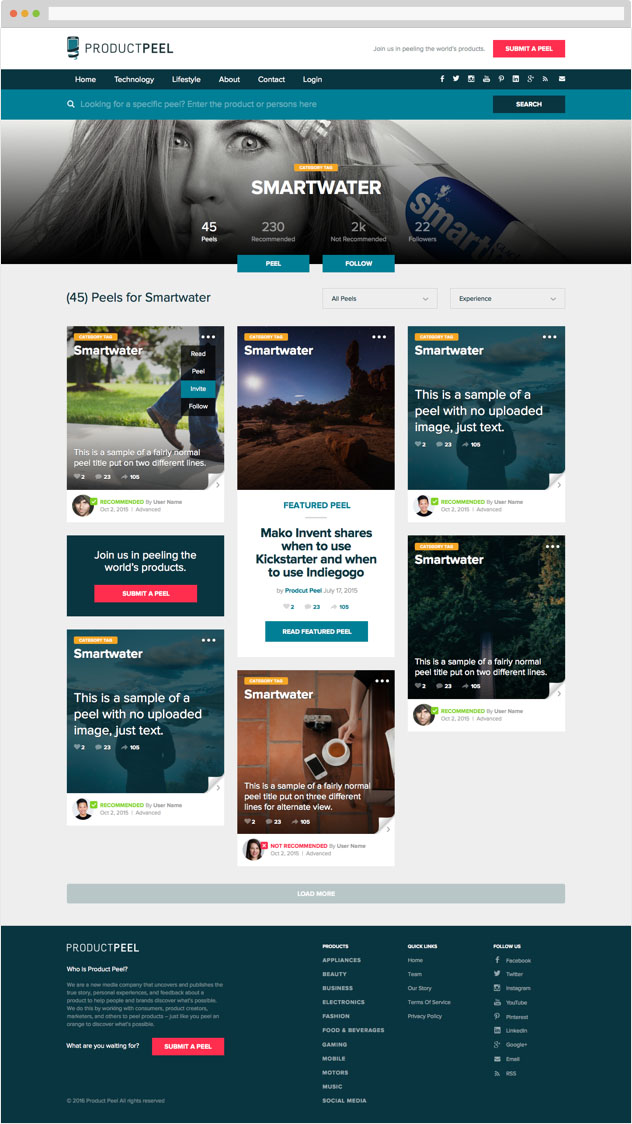 PRODUCTPEEL
Join us in peeling the world's products.
SUBMIT A PEEL
Home Technology Lifestyle About Contact Login
Looking for a specific peel? Enter the product or persons here
SEARCH
CATEGORY TAG
SMARTWATER
smart
45 230 2k 22
Peels Recommended Not Recommended Followers
PEEL FOLLOW
(45) Peels for Smartwater
All Peels
Experience
CATEGORY TAG
Smartwater
Read
Peel
Invite
Follow
This is a sample of a fairly normal
peel title put on two different lines.
2 23 105
RECOMMENDED By User Name
Oct 2, 2015 | Advanced
Join us in peeling the
world's products.
SUBMIT A PEEL
CATEGORY TAG
Smartwater
This is a sample of a
peel with no uploaded
image, just text.
2 23 105
RECOMMENDED By User Name
Oct 2, 2015 | Advanced
CATEGORY TAG
Smartwater
FEATURED PEEL
Mako Invent shares
when to use
Kickstarter and when
to use Indiegogo
by Prodcut Peel July 17, 2015
2 23 105
READ FEATURED PEEL
CATEGORY TAG
Smartwater
This is a sample of a fairly normal
peel title put on three different
lines for alternate view.
2 23 105
NOT RECOMMENDED By User Name
Oct 2, 2015 | Advanced
CATEGORY TAG
Smartwater
This is a sample of a
peel with no uploaded
image, just text.
2 23 105
RECOMMENDED By User Name
Oct 2, 2015 | Advanced
CATEGORY TAG
Smartwater
This is a sample of a fairly normal
peel title put on two different lines.
2 23 105
RECOMMENDED By User Name
Oct 2, 2015 | Advanced
LOAD MORE
PRODUCTPEEL
Who Is Product Peel?
We are a new media company that uncovers and publishes the
true story, personal experiences, and feedback about a
product to help people and brands discover what's possible.
We do this by working with consumers, product creators,
marketers, and others to peel products – just like you peel an
orange to discover what's possible.
What are you waiting for?
SUBMIT A PEEL
© 2016 Product Peel All rights reserved
PRODUCTS
APPLIANCES
BEAUTY
BUSINESS
ELECTRONICS
FASHION
FOOD & BEVERAGES
GAMING
MOBILE
MOTORS
MUSIC
SOCIAL MEDIA
QUICK LINKS
Home
Team
Our Story
Terms Of Service
Privacy Policy
FOLLOW US
Facebook
Twitter
Instagram
YouTube
Pinterest
LinkedIn
Google+
Email
RSS